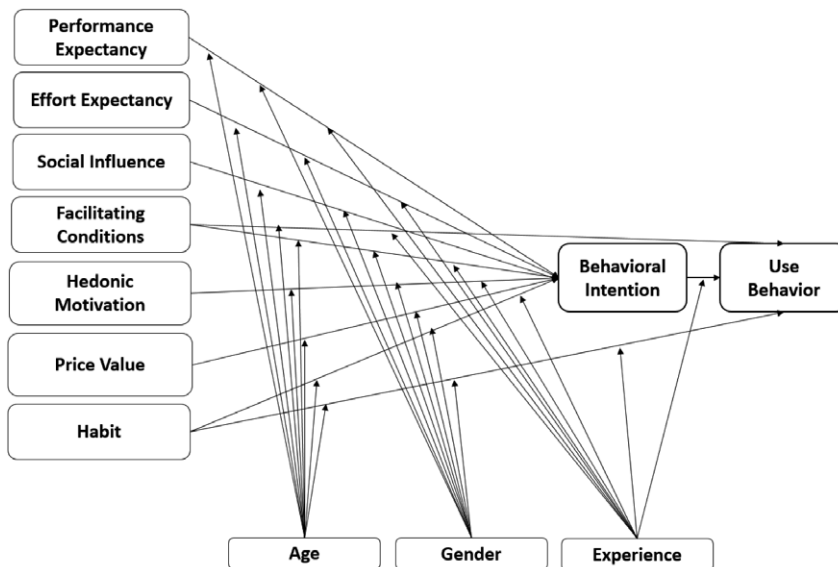 Performance
Expectancy
Effort Expectancy
Social Influence
Facilitating
Conditions
Hedonic
Motivation
Price Value
Habit
Behavioral
Intention
Use
Behavior
Age
Gender
Experience